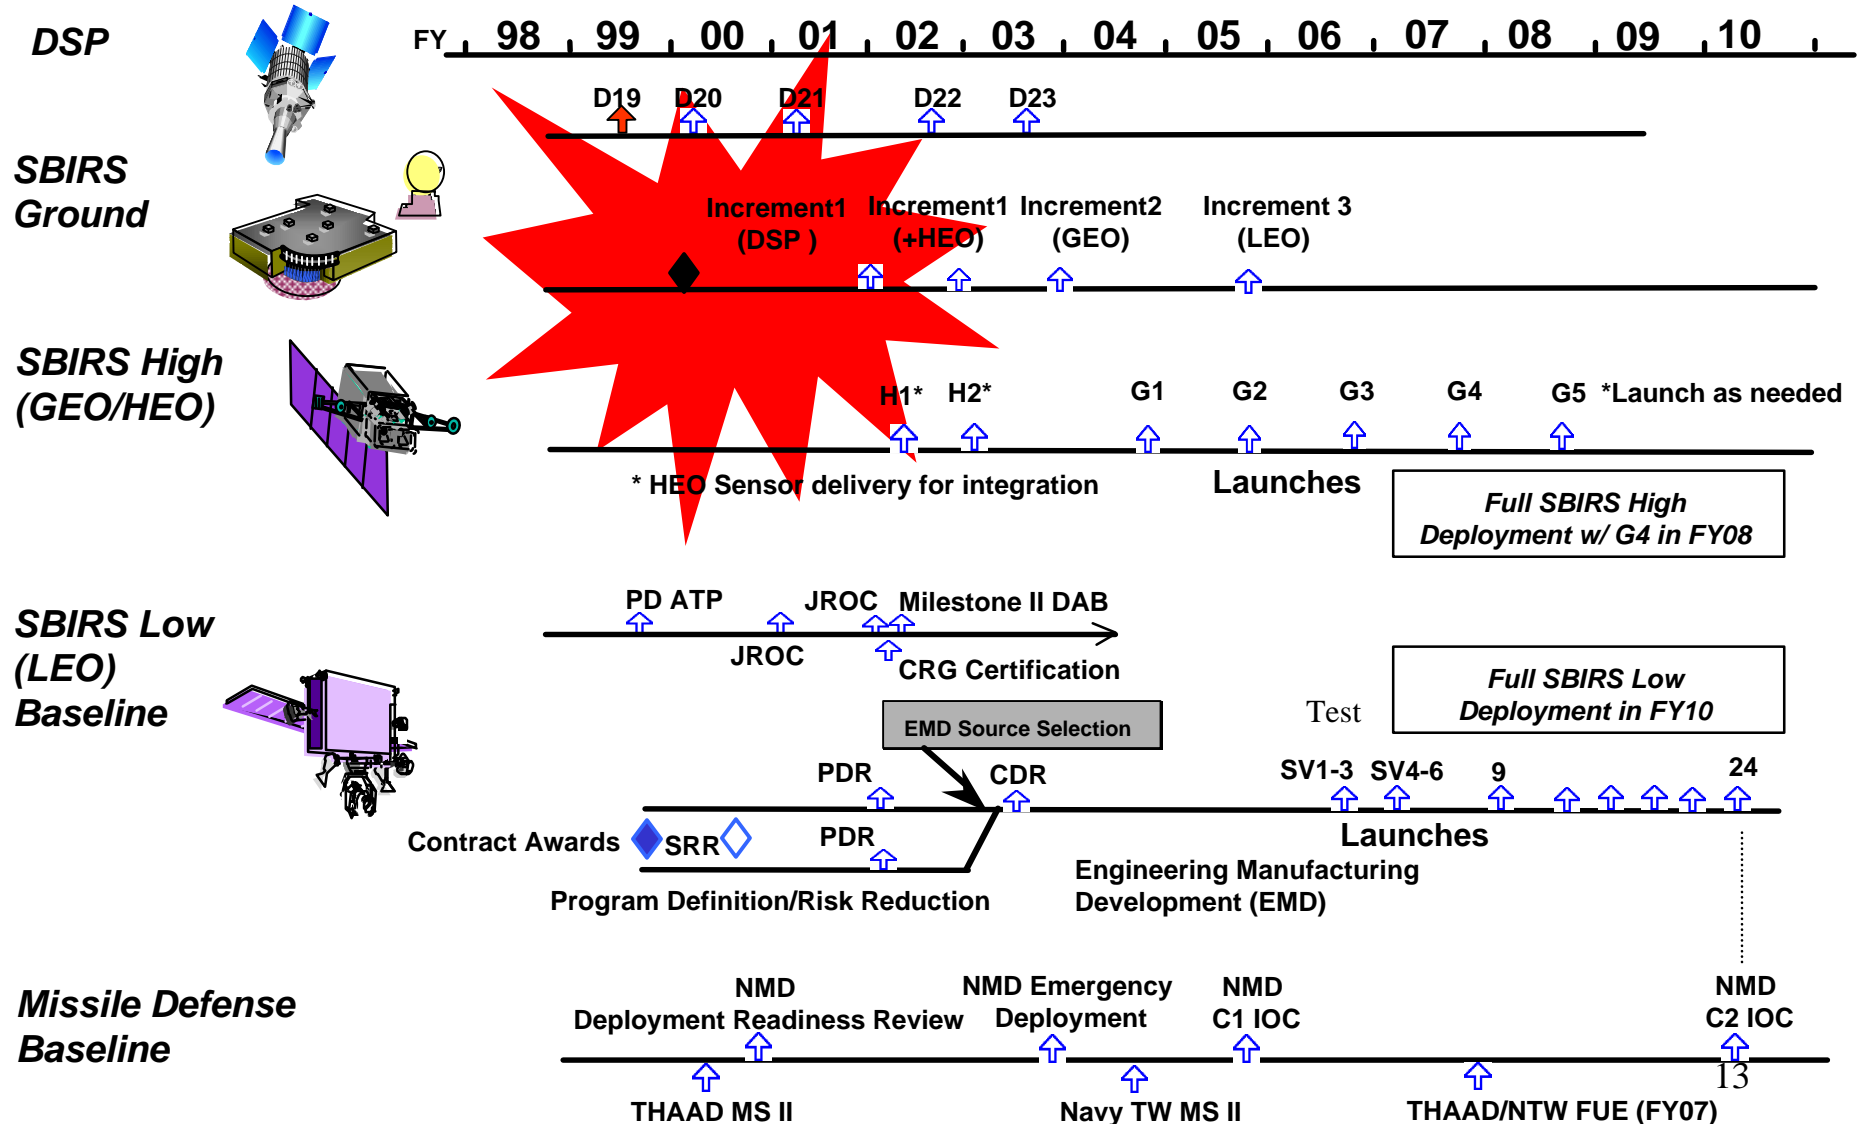 DSP
FY 98 99 00 01 02 03 04 05 06 07 08 09 10
D19 D20 D21 D22 D23
SBIRS
Ground
Increment1
(DSP )
Increment1
(+HEO)
Increment2
(GEO)
Increment 3
(LEO)
SBIRS High
(GEO/HEO)
H1* H2* G1 G2 G3 G4 G5 *Launch as needed
* HEO Sensor delivery for integration
Launches
Full SBIRS High
Deployment w/ G4 in FY08
SBIRS Low
(LEO)
Baseline
PD ATP JROC Milestone II DAB
JROC CRG Certification
Full SBIRS Low
Deployment in FY10
Test
EMD Source Selection
PDR CDR SV1-3 SV4-6 9 24
Contract Awards SRR PDR
Launches
Program Definition/Risk Reduction
Engineering Manufacturing
Development (EMD)
Missile Defense
Baseline
NMD
Deployment Readiness Review
NMD Emergency
Deployment
NMD
C1 IOC
NMD
C2 IOC
13
THAAD MS II Navy TW MS II THAAD/NTW FUE (FY07)